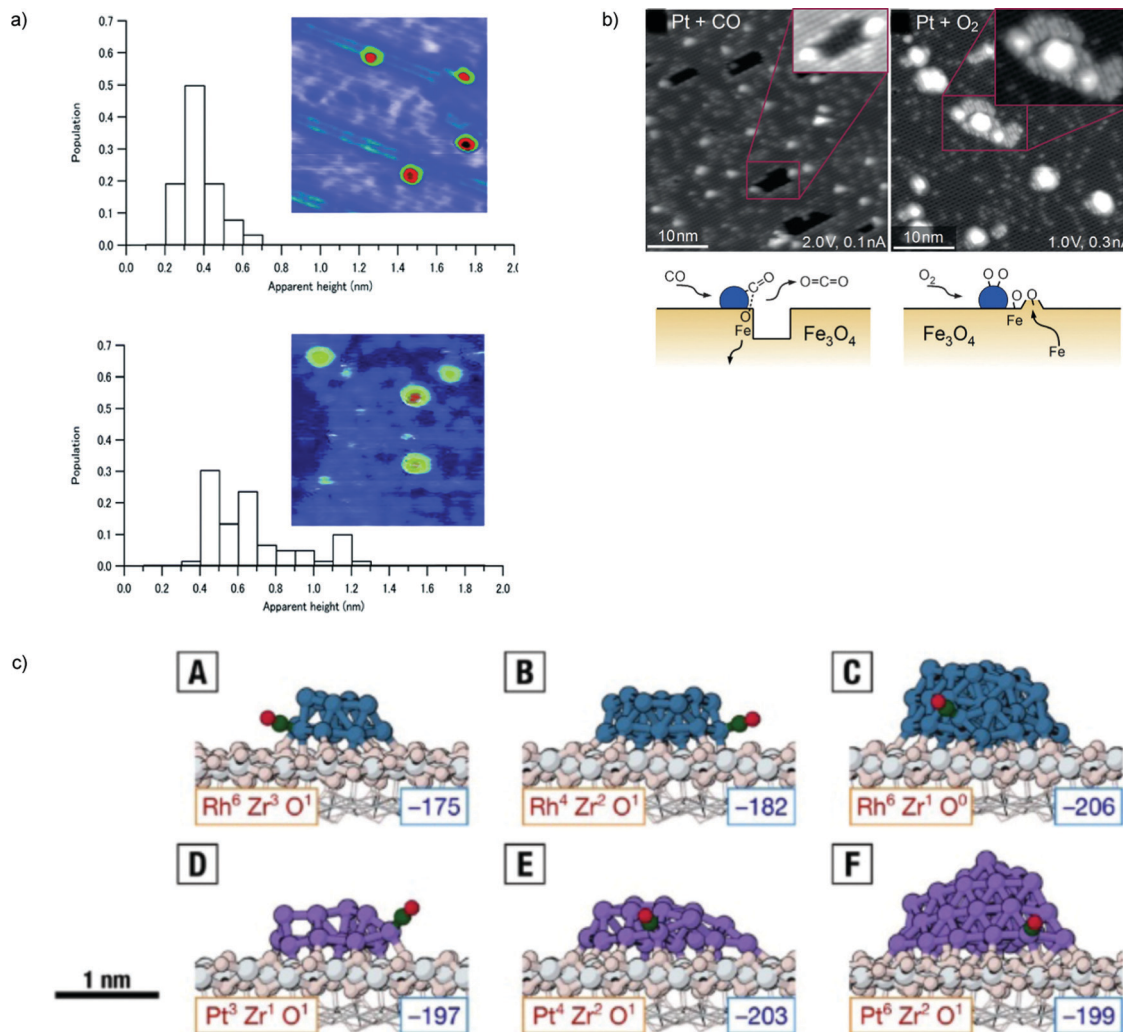 a)
0.7
0.6
0.5
0.4
0.3
0.2
0.1
0.0
Population
0.0 0.2 0.4 0.6 0.8 1.0 1.2 1.4 1.6 1.8 2.0
Apparent height (nm)
0.7
0.6
0.5
0.4
0.3
0.2
0.1
0.0
Population
0.0 0.2 0.4 0.6 0.8 1.0 1.2 1.4 1.6 1.8 2.0
Apparent height (nm)
b)
Pt + CO
10nm
2.0V, 0.1nA
Pt + O2
10nm
1.0V, 0.3nA
CO
C=O
O=C=O
O
Fe
Fe3O4
O2
O O
O
O
Fe
Fe3O4
Fe
c)
A
Rh⁶ Zr³ O¹
−175
B
Rh⁴ Zr² O¹
−182
C
Rh⁶ Zr¹ O⁰
−206
D
Pt³ Zr¹ O¹
−197
E
Pt⁴ Zr² O¹
−203
F
Pt⁶ Zr² O¹
−199
1 nm